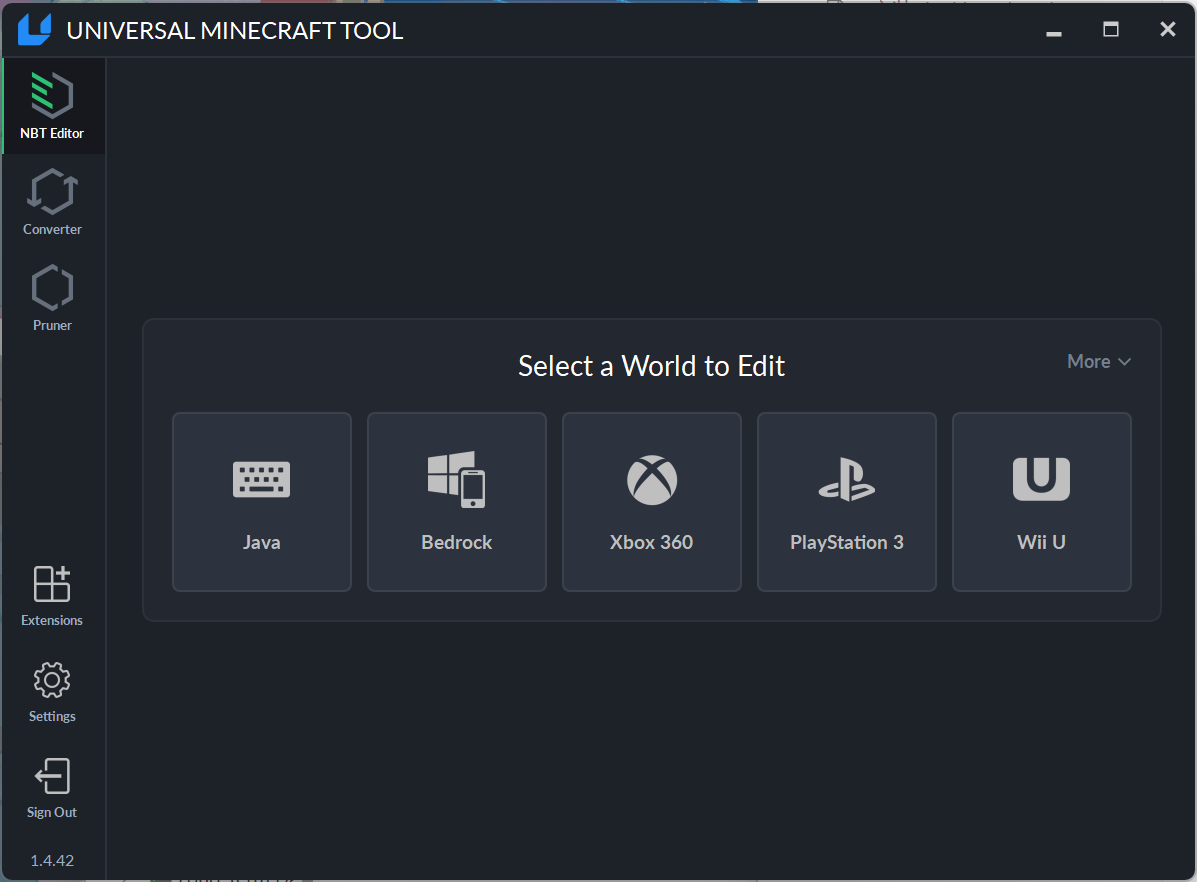 UNIVERSAL MINECRAFT TOOL
NBT Editor
Converter
Pruner
Select a World to Edit
More
Java
Bedrock
Xbox 360
PlayStation 3
Wii U
Extensions
Settings
Sign Out
1.4.42